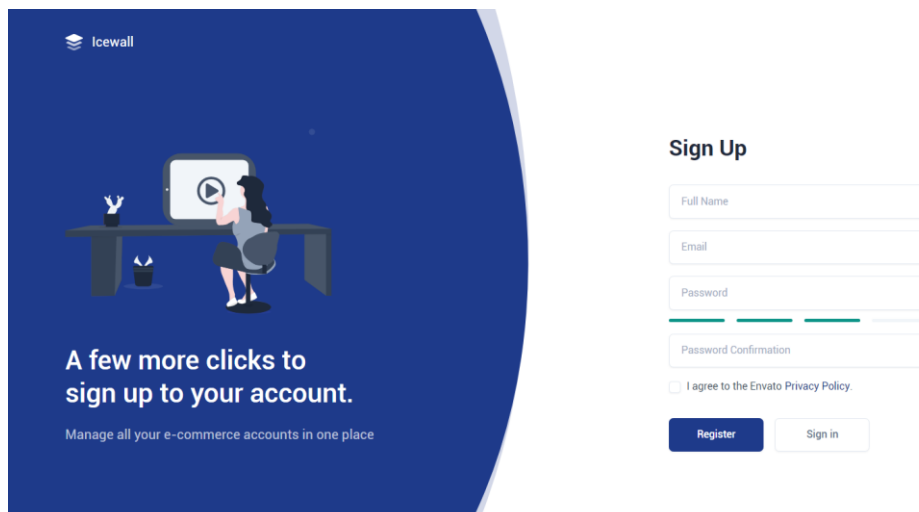 Icewall
A few more clicks to
sign up to your account.
Manage all your e-commerce accounts in one place
Sign Up
Full Name
Email
Password
Password Confirmation
I agree to the Envato Privacy Policy.
Register
Sign in